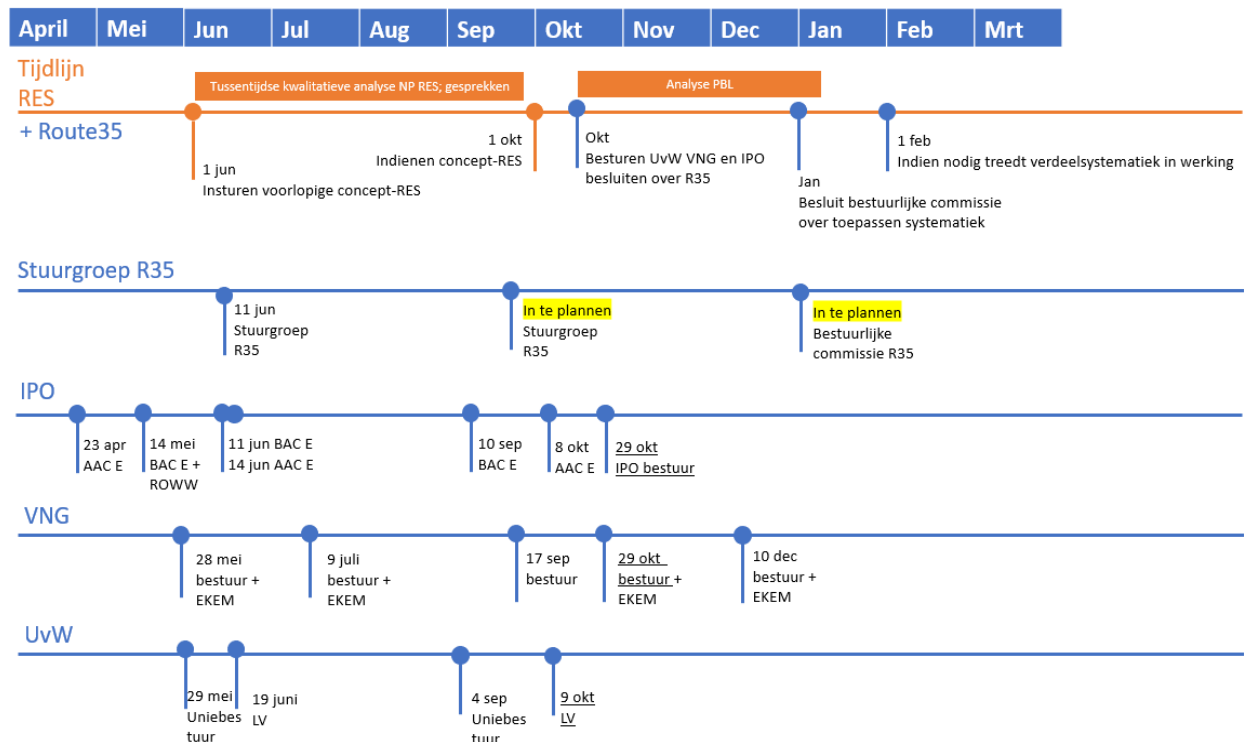 April Mei Jun Jul Aug Sep Okt Nov Dec Jan Feb Mrt
Tijdlijn
RES
+ Route35
Tussentijdse kwalitatieve analyse NP RES; gesprekken
Analyse PBL
1 jun
Insturen voorlopige concept-RES
1 okt
Indienen concept-RES
Okt
Besturen UvW VNG en IPO
besluiten over R35
Jan
Besluit bestuurlijke commissie
over toepassen systematiek
1 feb
Indien nodig treedt verdeelsystematiek in werking
Stuurgroep R35
11 jun
Stuurgroep
R35
In te plannen
Stuurgroep
R35
In te plannen
Bestuurlijke
commissie R35
IPO
23 apr
AAC E
14 mei
BAC E +
ROWW
11 jun BAC E
14 jun AAC E
10 sep
BAC E
8 okt
AAC E
29 okt
IPO bestuur
VNG
28 mei
bestuur +
EKEM
9 juli
bestuur +
EKEM
17 sep
bestuur
29 okt
bestuur +
EKEM
10 dec
bestuur +
EKEM
UvW
29 mei
Uniebes
tuur
19 juni
LV
4 sep
Uniebes
tuur
9 okt
LV